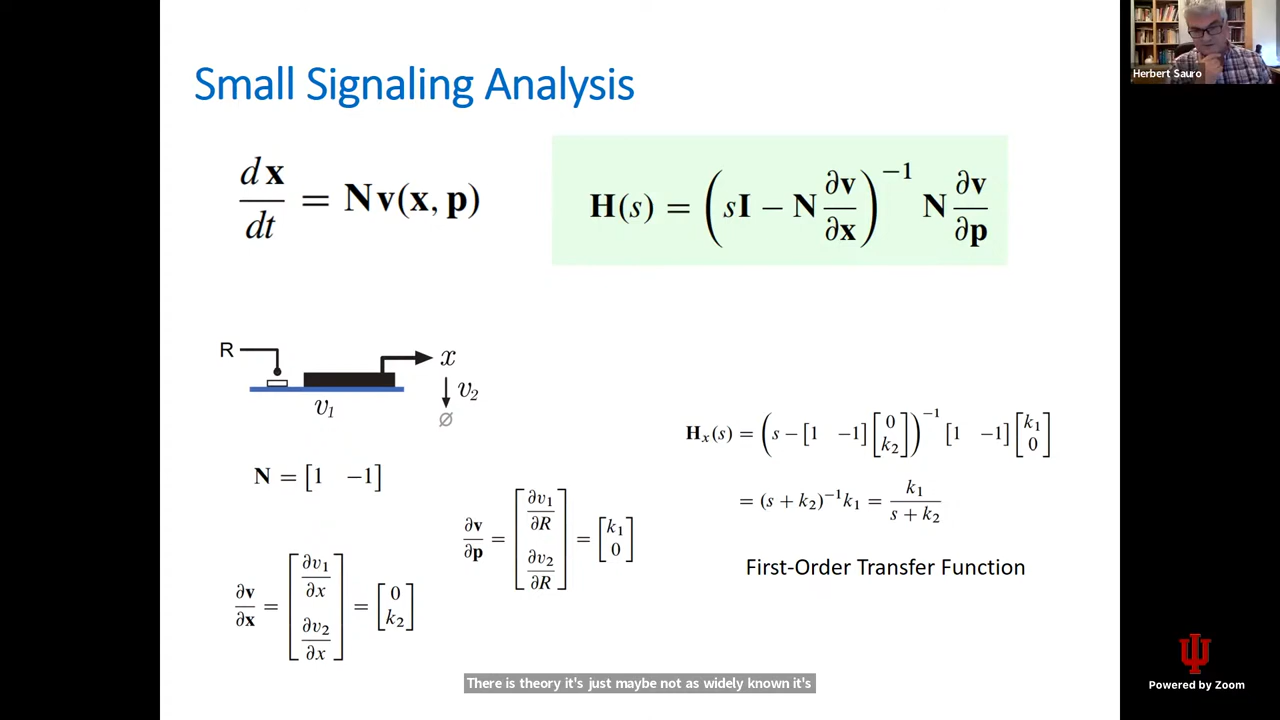 Small Signaling Analysis
Herbert Sauro
dx/dt = Nv(x, p)
H(s) = (sI − N ∂v/∂x)⁻¹ N ∂v/∂p
R
x
v₁
v₂
∅
N = [1 −1]
∂v/∂p = [∂v₁/∂R ∂v₂/∂R] = [k₁ 0]
∂v/∂x = [∂v₁/∂x ∂v₂/∂x] = [0 k₂]
Hₓ(s) = (s − [1 −1] [0 k₂])⁻¹ [1 −1] [k₁ 0]
= (s + k₂)⁻¹k₁ = k₁/(s + k₂)
First-Order Transfer Function
There is theory it's just maybe not as widely known it's
Powered by Zoom